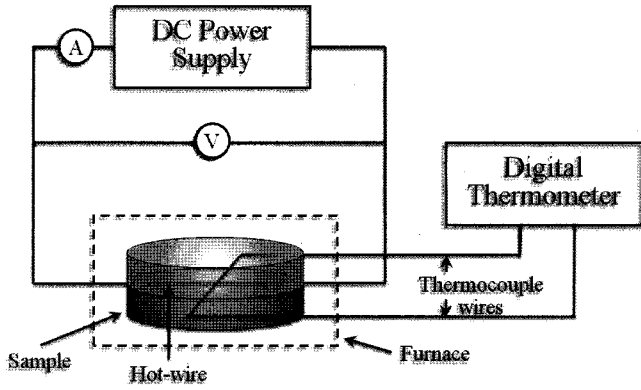 A
DC Power
Supply
V
Digital
Thermometer
Thermocouple
wires
Sample
Hot-wire
Furnace